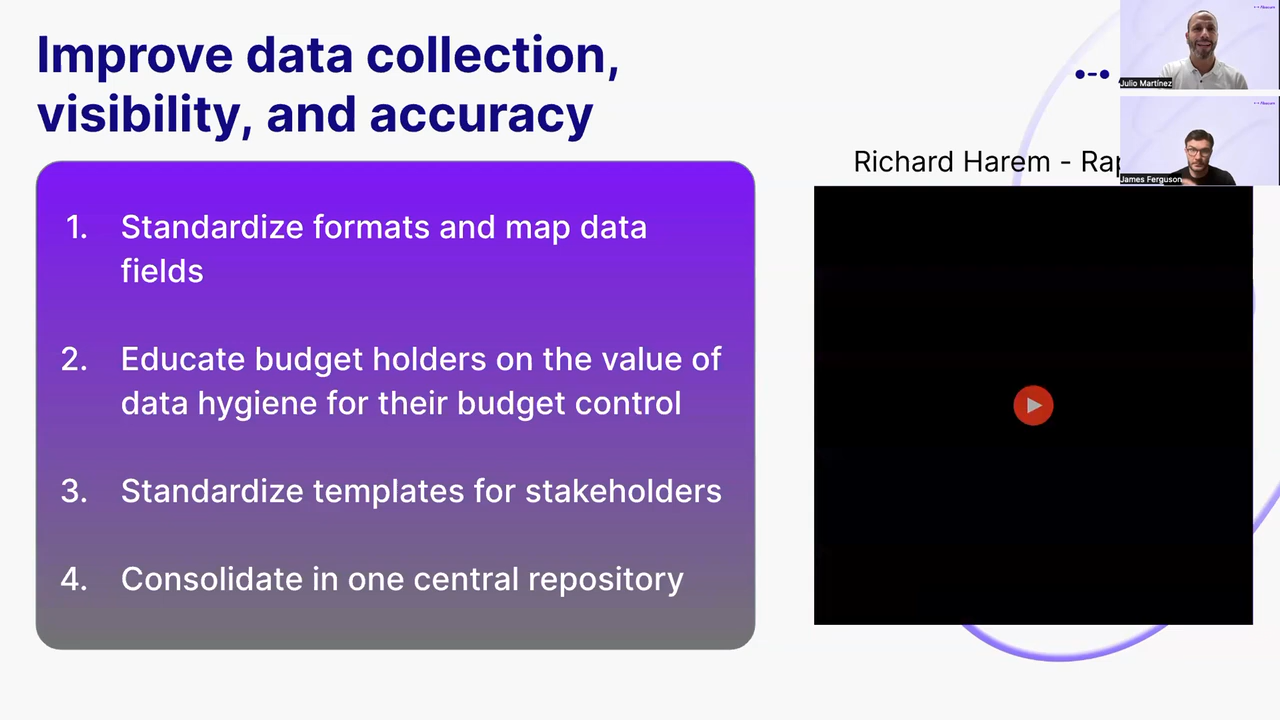 Improve data collection,
visibility, and accuracy
1. Standardize formats and map data
fields
2. Educate budget holders on the value of
data hygiene for their budget control
3. Standardize templates for stakeholders
4. Consolidate in one central repository
Richard Harem -
Julio Martínez
James Ferguson